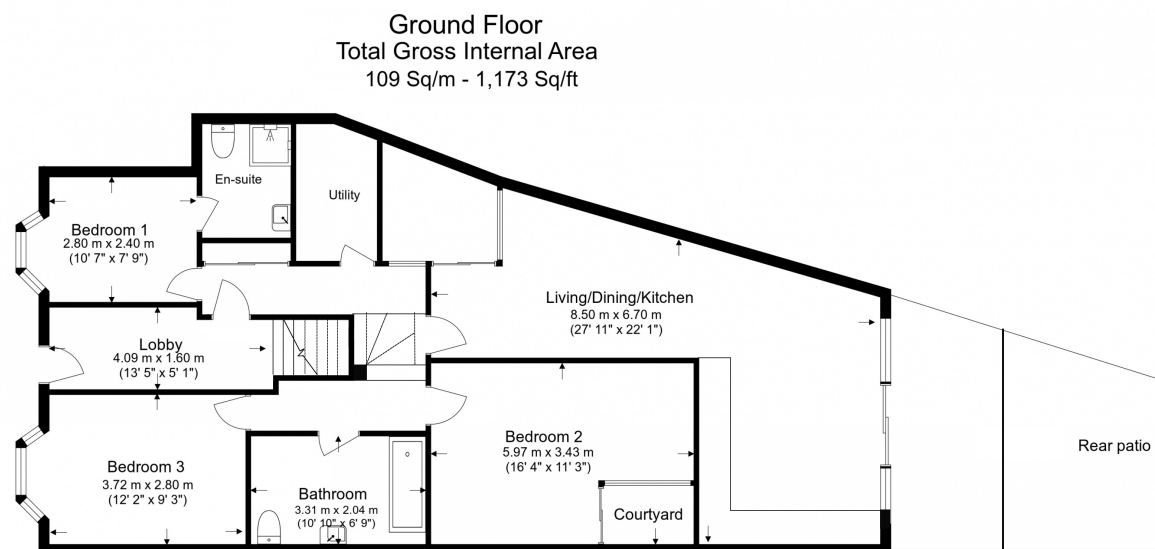 Ground Floor
Total Gross Internal Area
109 Sq/m - 1,173 Sq/ft
En-suite
Utility
Bedroom 1
2.80 m x 2.40 m
(10' 7" x 7' 9")
Living/Dining/Kitchen
8.50 m x 6.70 m
(27' 11" x 22' 1")
Lobby
4.09 m x 1.60 m
(13' 5" x 5' 1")
Bedroom 2
5.97 m x 3.43 m
(16' 4" x 11' 3")
Rear patio
Bedroom 3
3.72 m x 2.80 m
(12' 2" x 9' 3")
Bathroom
3.31 m x 2.04 m
(10' 10" x 6' 9")
Courtyard